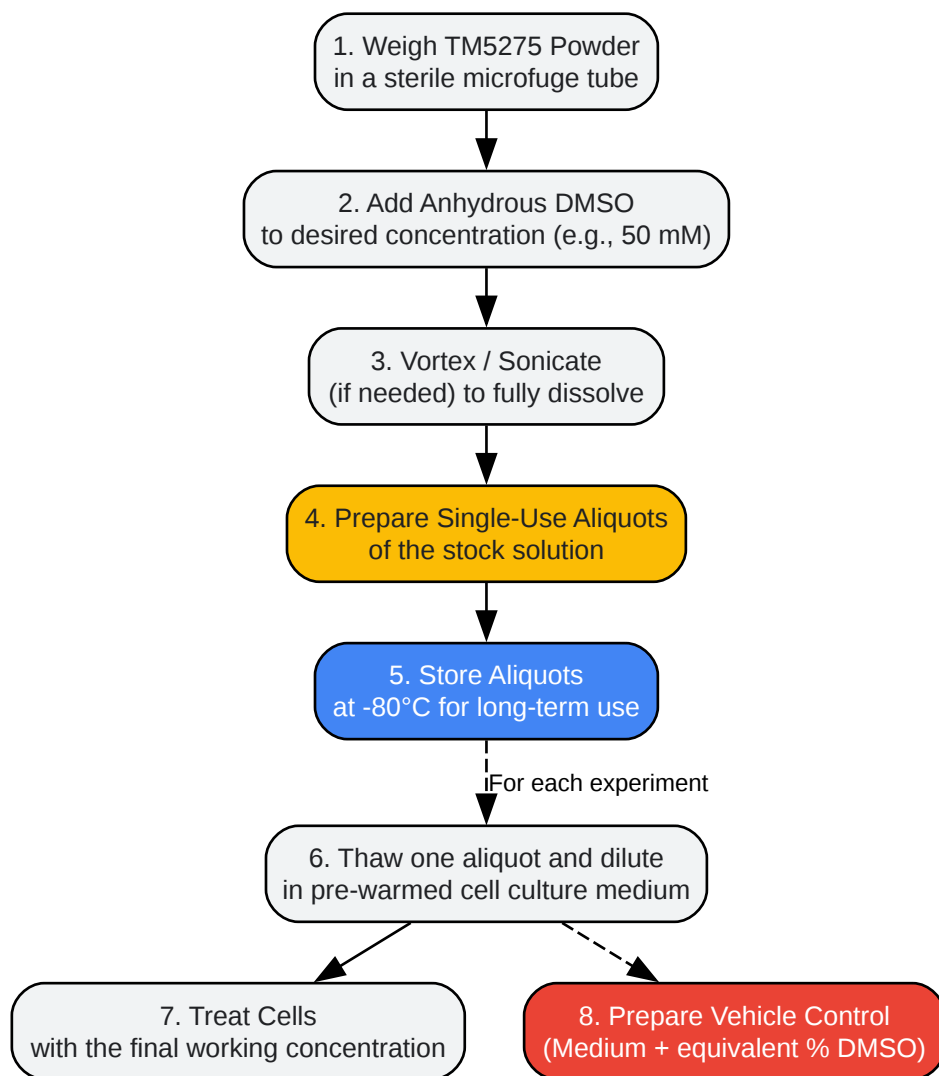 1. Weigh TM5275 Powder
in a sterile microfuge tube
2. Add Anhydrous DMSO
to desired concentration (e.g., 50 mM)
3. Vortex / Sonicate
(if needed) to fully dissolve
4. Prepare Single-Use Aliquots
of the stock solution
5. Store Aliquots
at -80°C for long-term use
For each experiment
6. Thaw one aliquot and dilute
in pre-warmed cell culture medium
7. Treat Cells
with the final working concentration
8. Prepare Vehicle Control
(Medium + equivalent % DMSO)